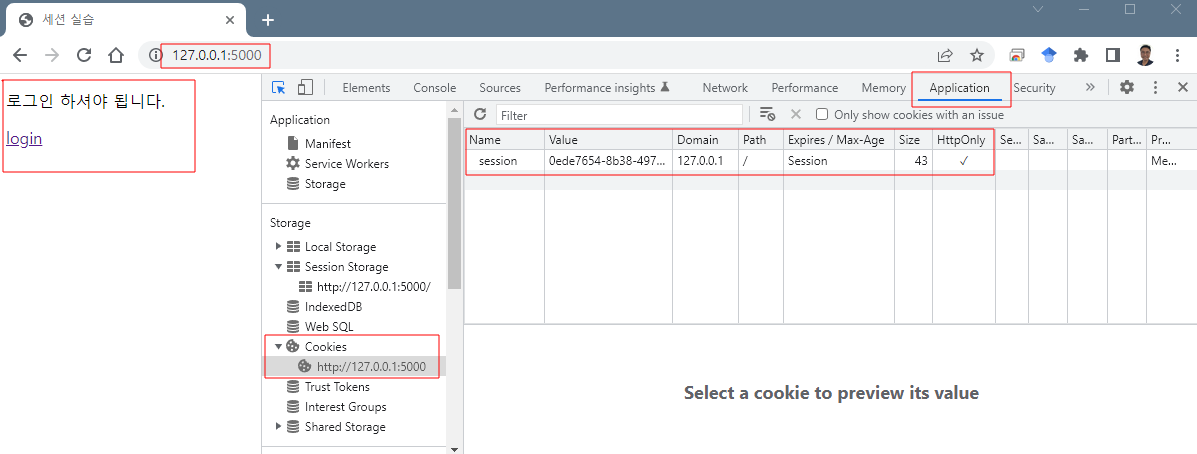 세션 실습
127.0.0.1:5000
로그인 하셔야 됩니다.
login
Elements Console Sources Performance insights Network Performance Memory Application Security
Application
Manifest
Service Workers
Storage
Storage
Local Storage
Session Storage
http://127.0.0.1:5000/
IndexedDB
Web SQL
Cookies
http://127.0.0.1:5000
Trust Tokens
Interest Groups
Shared Storage
Filter Only show cookies with an issue
Name Value Domain Path Expires / Max-Age Size HttpOnly Se... Sa... Sa... Part... Pr...
session 0ede7654-8b38-497... 127.0.0.1 / Session 43 ✓ Me...
Select a cookie to preview its value